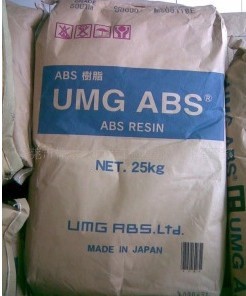 ABS 樹脂
UMG ABS®
ABS RESIN
NET. 25kg
UMG ABS.Ltd.
MADE IN JAPAN